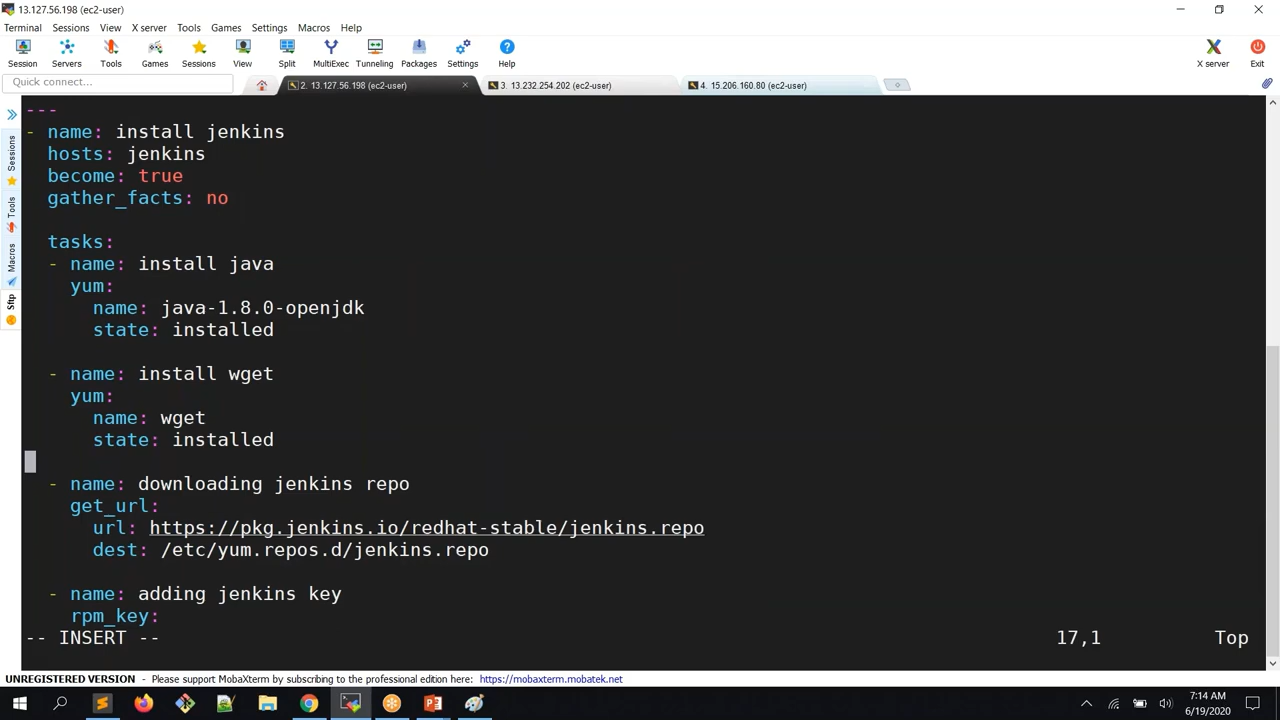 13.127.56.198 (ec2-user)
Terminal Sessions View X server Tools Games Settings Macros Help
Session Servers Tools Games Sessions View Split MultiExec Tunneling Packages Settings Help X server Exit
Quick connect...
2. 13.127.56.198 (ec2-user)
3. 13.232.254.202 (ec2-user)
4. 15.206.160.80 (ec2-user)
Sessions
Tools
Macros
Sftp
---
- name: install jenkins
  hosts: jenkins
  become: true
  gather_facts: no
  tasks:
  - name: install java
    yum:
      name: java-1.8.0-openjdk
      state: installed
  - name: install wget
    yum:
      name: wget
      state: installed
  - name: downloading jenkins repo
    get_url:
      url: https://pkg.jenkins.io/redhat-stable/jenkins.repo
      dest: /etc/yum.repos.d/jenkins.repo
  - name: adding jenkins key
    rpm_key:
-- INSERT -- 17,1 Top
UNREGISTERED VERSION - Please support MobaXterm by subscribing to the professional edition here: https://mobaxterm.mobatek.net
7:14 AM
6/19/2020